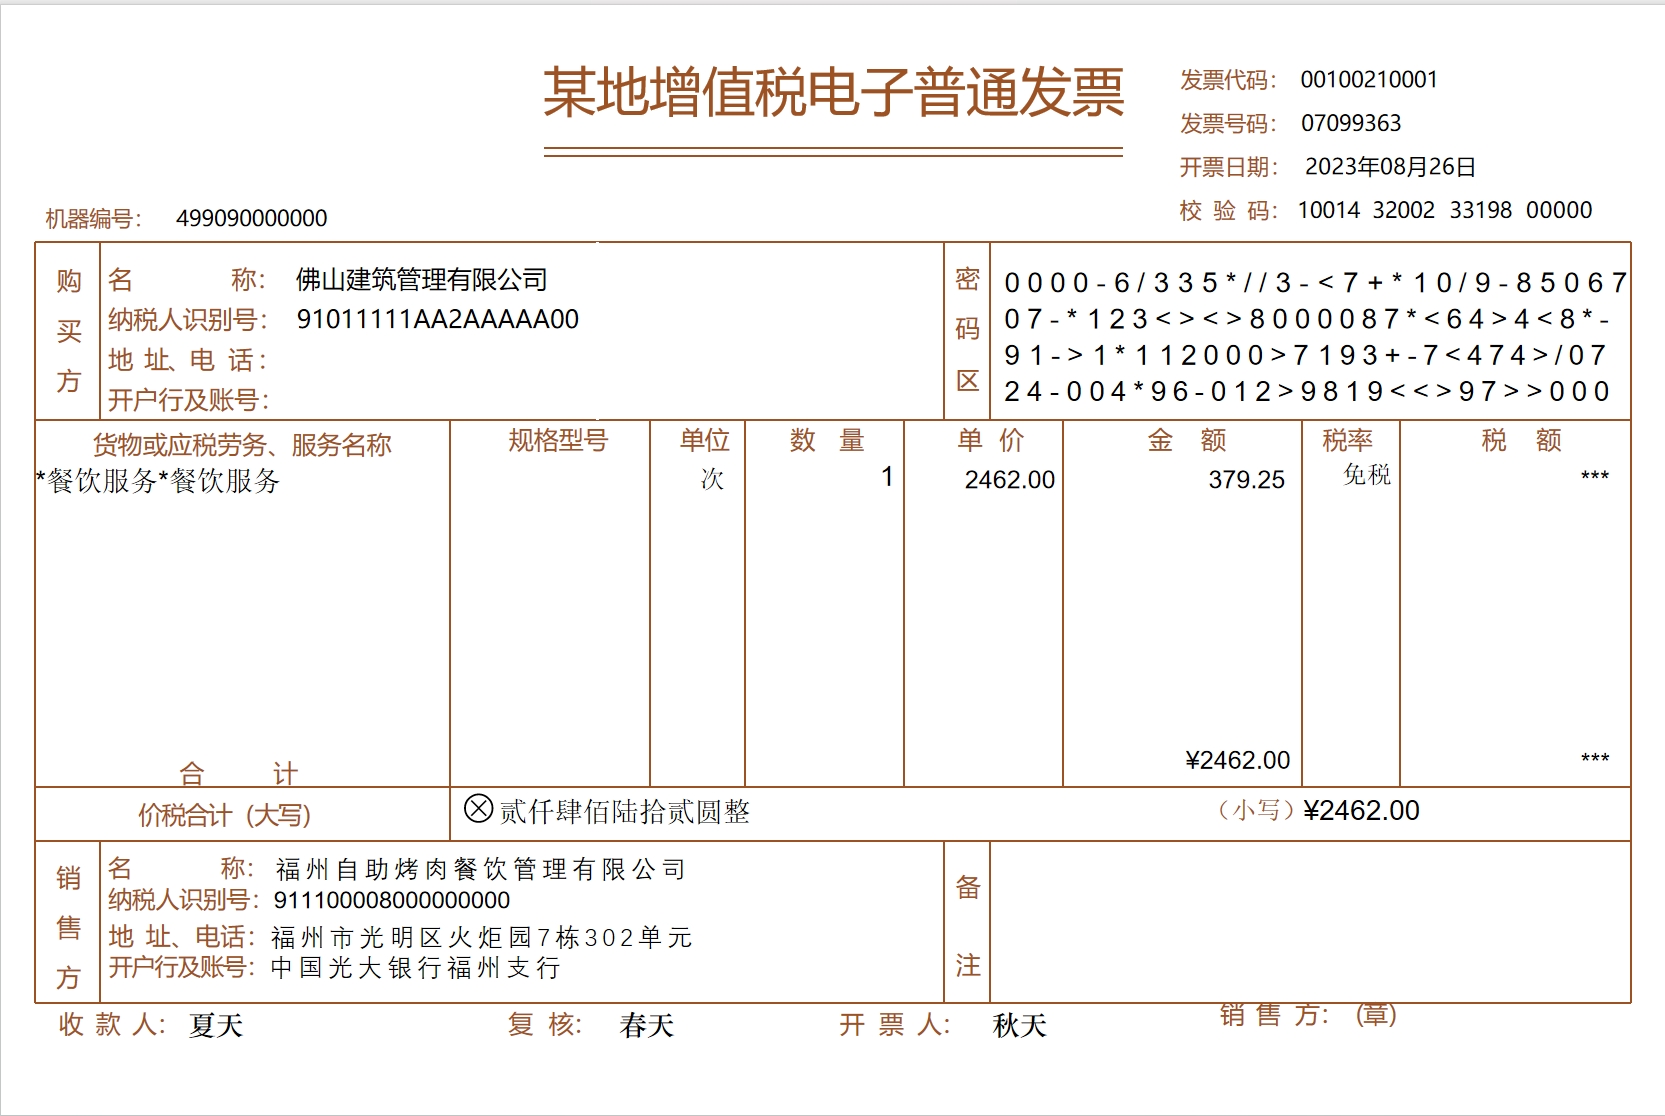 某地增值税电子普通发票
发票代码： 00100210001
发票号码： 07099363
开票日期： 2023年08月26日
校 验 码： 10014 32002 33198 00000
机器编号： 499090000000
购买方
名 称： 佛山建筑管理有限公司
纳税人识别号： 91011111AA2AAAAA00
地 址、电 话：
开户行及账号：
密码区
0000-6/335*//3-<7+*10/9-85067
07-*123<><>8000087*<64>4<8*-
91->1*112000>7193+-7<474>/07
24-004*96-012>9819<<>97>>000
货物或应税劳务、服务名称 规格型号 单位 数 量 单 价 金 额 税率 税 额
*餐饮服务*餐饮服务 次 1 2462.00 379.25 免税 ***
合 计 ¥2462.00 ***
价税合计（大写） ⊗贰仟肆佰陆拾贰圆整 （小写）¥2462.00
销售方
名 称： 福州自助烤肉餐饮管理有限公司
纳税人识别号： 911100008000000000
地 址、电话： 福州市光明区火炬园7栋302单元
开户行及账号： 中国光大银行福州支行
备注
收 款 人： 夏天 复 核： 春天 开 票 人： 秋天 销 售 方： （章）